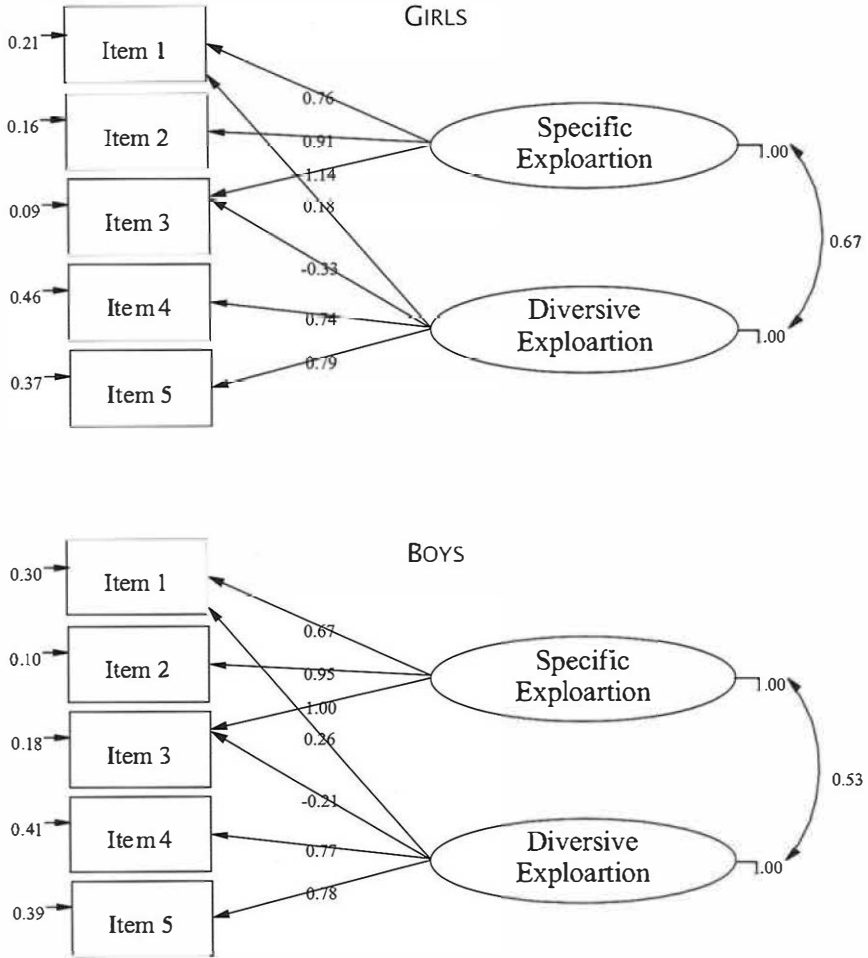 GIRLS
0.21
Item 1
0.76
0.16
Item 2
0.91
Specific
Exploartion
1.00
1.14
0.09
Item 3
0.18
0.67
-0.33
0.46
Item 4
0.74
Diversive
Exploartion
1.00
0.37
Item 5
0.79
BOYS
0.30
Item 1
0.67
0.10
Item 2
0.95
Specific
Exploartion
1.00
1.00
0.18
Item 3
0.26
0.53
-0.21
0.41
Item 4
0.77
Diversive
Exploartion
1.00
0.39
Item 5
0.78